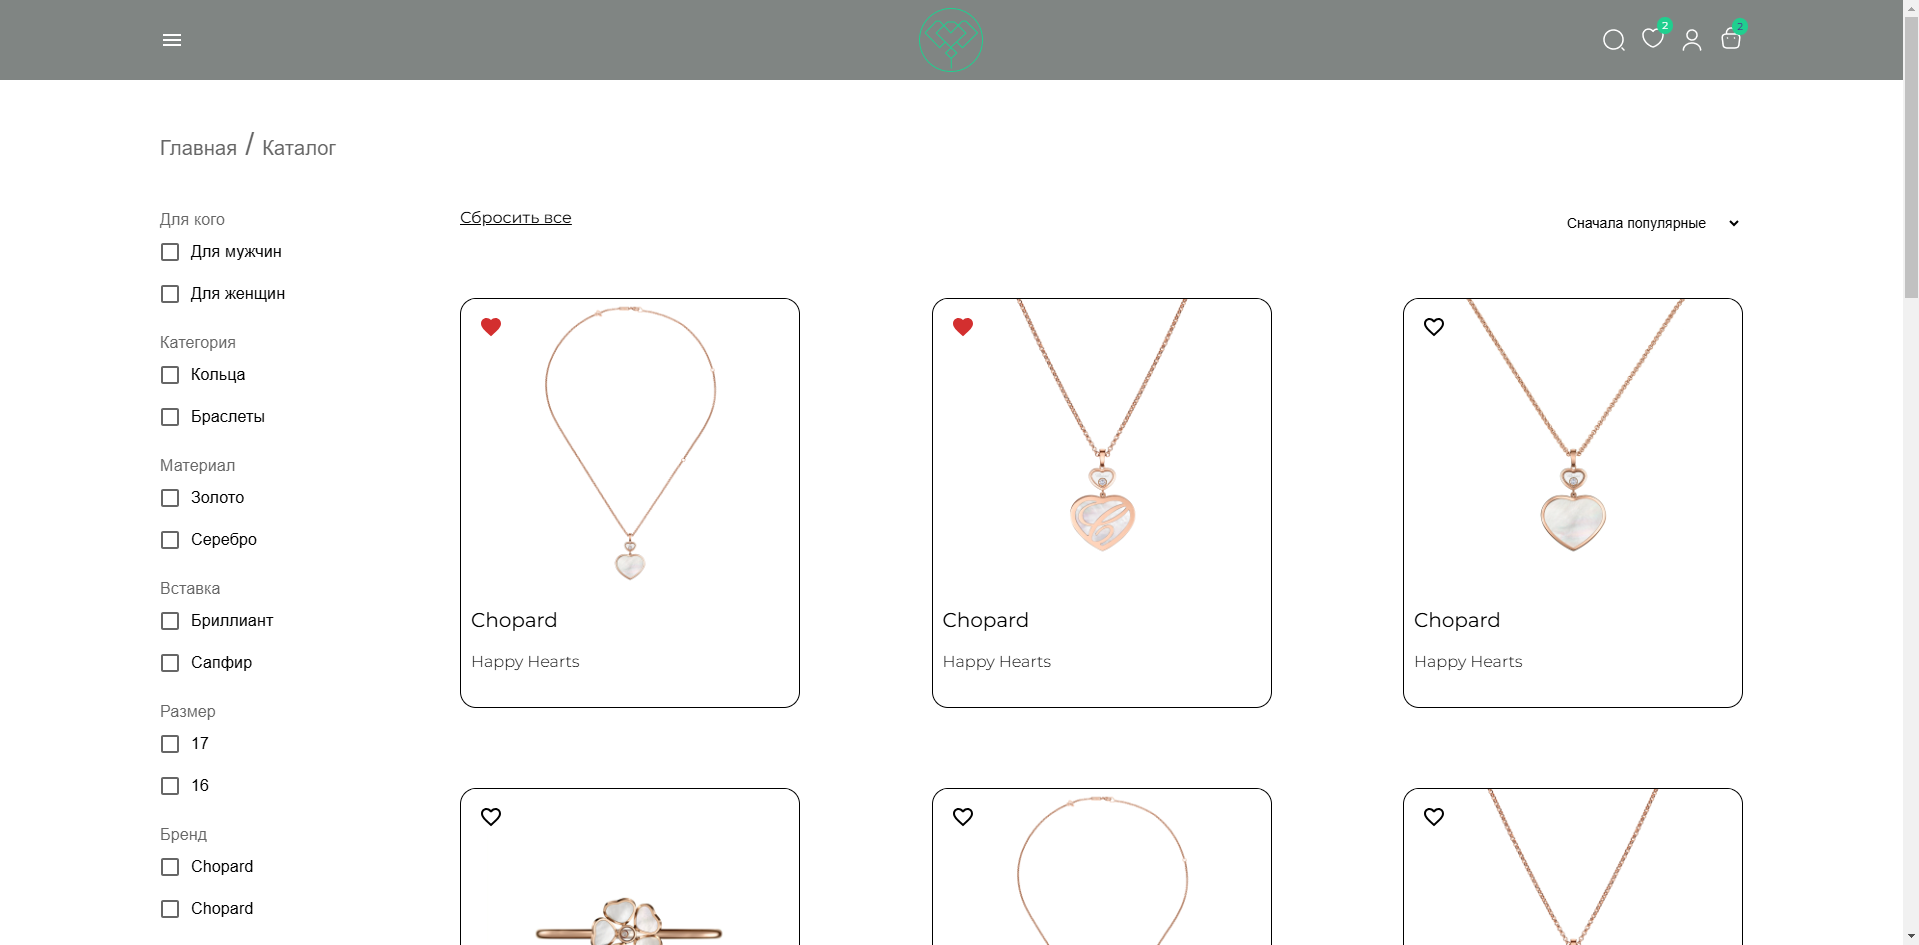 2
2
Главная / Каталог
Для кого
Для мужчин
Для женщин
Категория
Кольца
Браслеты
Материал
Золото
Серебро
Вставка
Бриллиант
Сапфир
Размер
17
16
Бренд
Chopard
Chopard
Сбросить все
Сначала популярные
Chopard
Happy Hearts
Chopard
Happy Hearts
Chopard
Happy Hearts